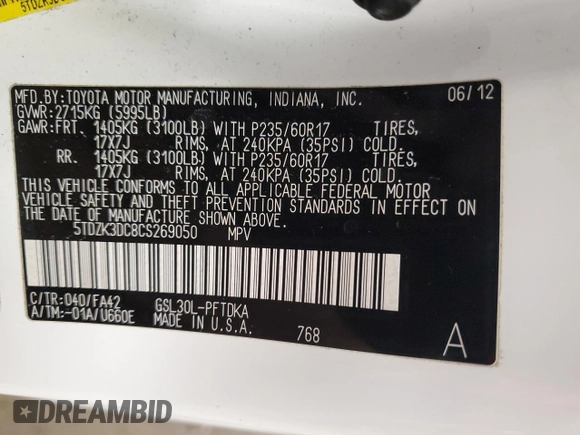 MFD.BY:TOYOTA MOTOR MANUFACTURING, INDIANA, INC. 06/12
GVWR:2715KG (5995LB)
GAWR:FRT. 1405KG (3100LB) WITH P235/60R17 TIRES,
17X7J RIMS, AT 240KPA (35PSI) COLD.
RR. 1405KG (3100LB) WITH P235/60R17 TIRES,
17X7J RIMS, AT 240KPA (35PSI) COLD.
THIS VEHICLE CONFORMS TO ALL APPLICABLE FEDERAL MOTOR
VEHICLE SAFETY AND THEFT PREVENTION STANDARDS IN EFFECT ON
THE DATE OF MANUFACTURE SHOWN ABOVE.
5TDZK3DC8CS269050 MPV
C/TR:040/FA42 GSL30L-PFTDKA
A/TM:-01A/U660E MADE IN U.S.A. 768 A
DREAMBID